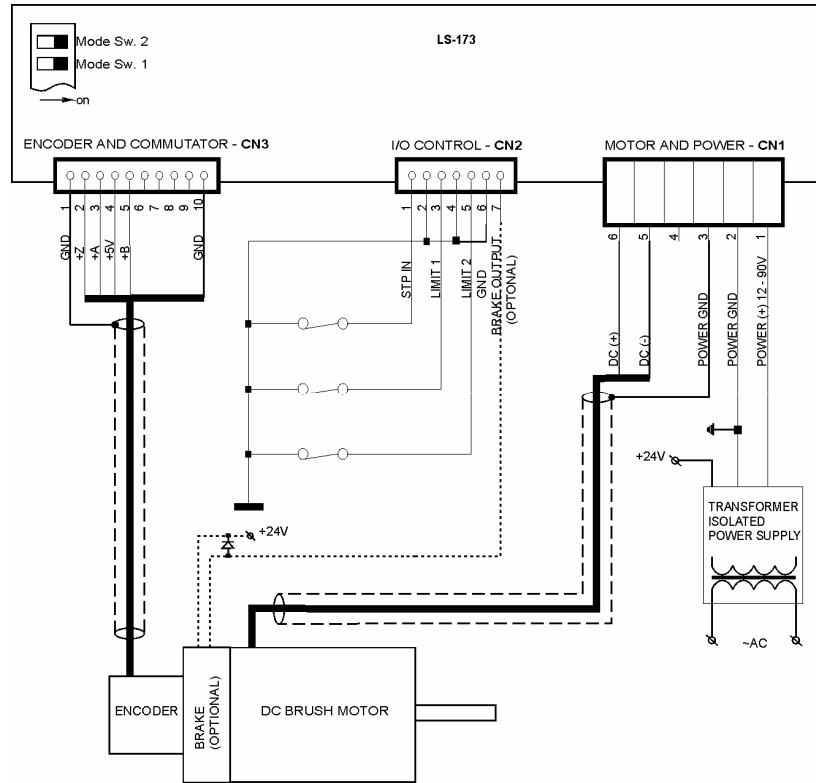 LS-173
Mode Sw. 2
Mode Sw. 1
on
ENCODER AND COMMUTATOR - CN3
I/O CONTROL - CN2
MOTOR AND POWER - CN1
1 2 3 4 5 6 7 8 9 10
GND
+Z
+A
+5V
+B
GND
1 2 3 4 5 6 7
STP IN
LIMIT 1
LIMIT 2
GND
BRAKE OUTPUT
(OPTIONAL)
6 5 4 3 2 1
DC (+)
DC (-)
POWER GND
POWER GND
POWER (+) 12 - 90V
+24V
TRANSFORMER
ISOLATED
POWER SUPPLY
~AC
+24V
ENCODER
BRAKE
(OPTIONAL)
DC BRUSH MOTOR